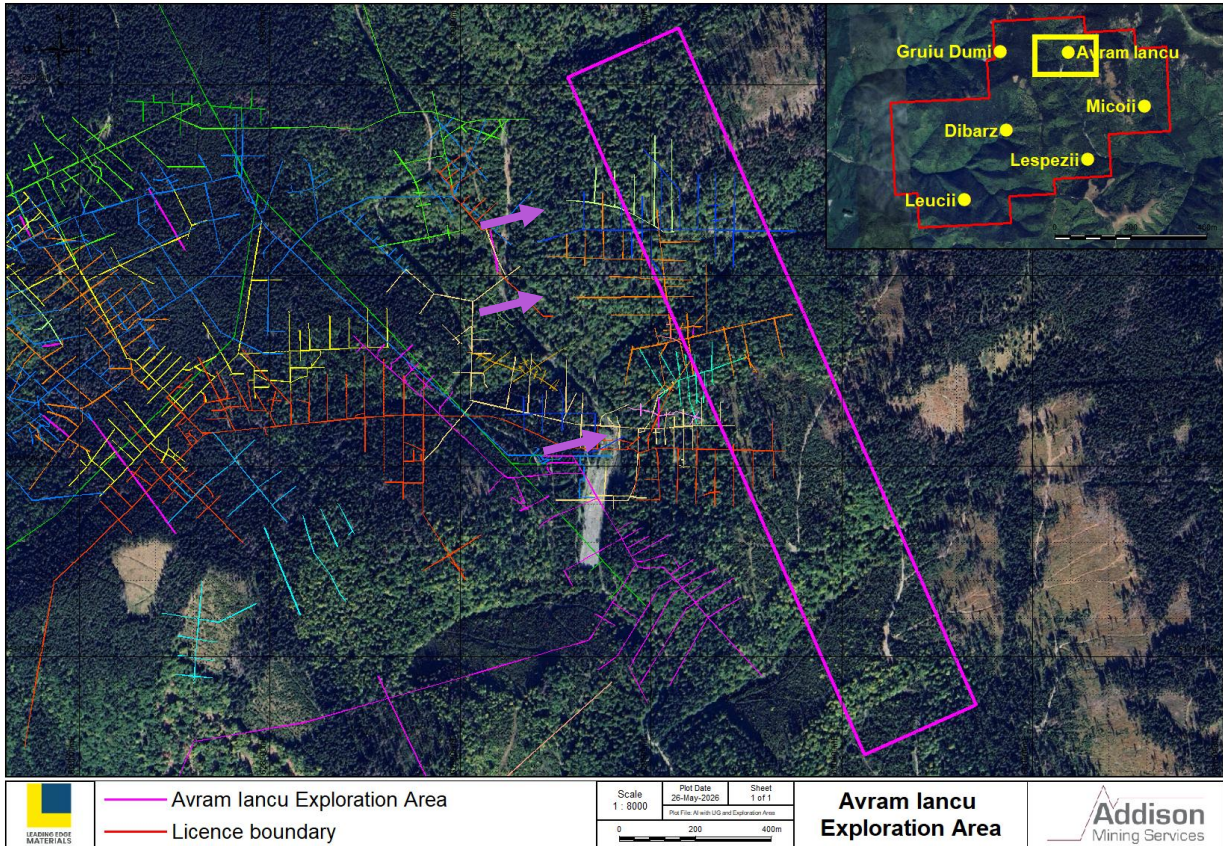 Gruiu Dumi
Avram Iancu
Micoii
Dibarz
Lespezii
Leucii
400m
LEADING EDGE
MATERIALS
Avram Iancu Exploration Area
Licence boundary
Scale
1 : 8000
Plot Date
26-May-2026
Sheet
1 of 1
Plot File: AI with UG and Exploration Area
0 200 400m
Avram Iancu
Exploration Area
Addison
Mining Services